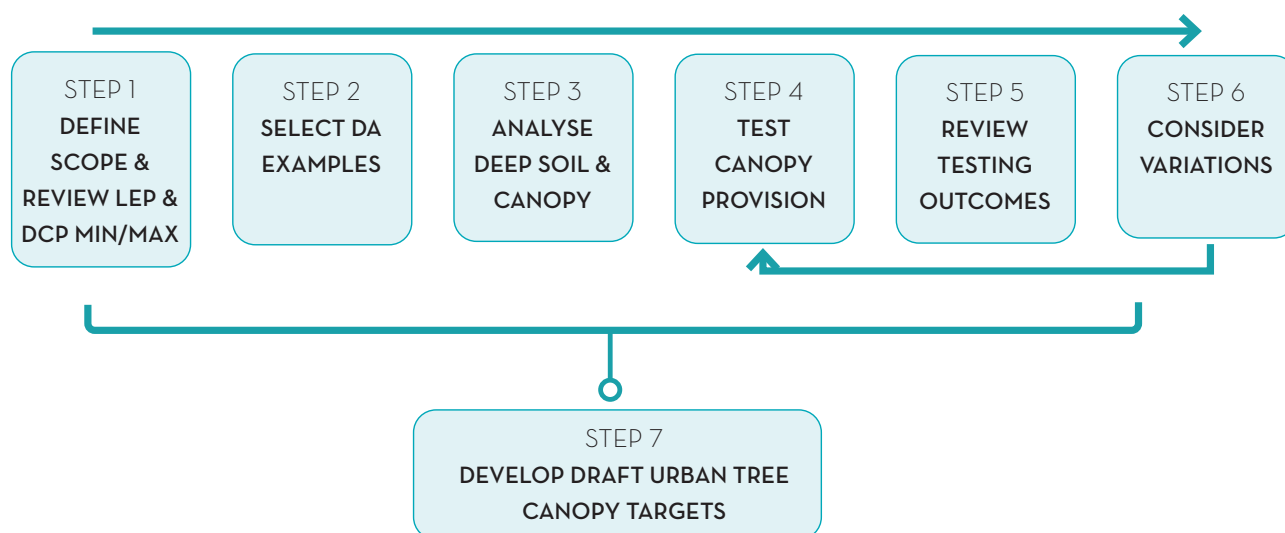 STEP 1
DEFINE
SCOPE &
REVIEW LEP &
DCP MIN/MAX
STEP 2
SELECT DA
EXAMPLES
STEP 3
ANALYSE
DEEP SOIL &
CANOPY
STEP 4
TEST
CANOPY
PROVISION
STEP 5
REVIEW
TESTING
OUTCOMES
STEP 6
CONSIDER
VARIATIONS
STEP 7
DEVELOP DRAFT URBAN TREE
CANOPY TARGETS